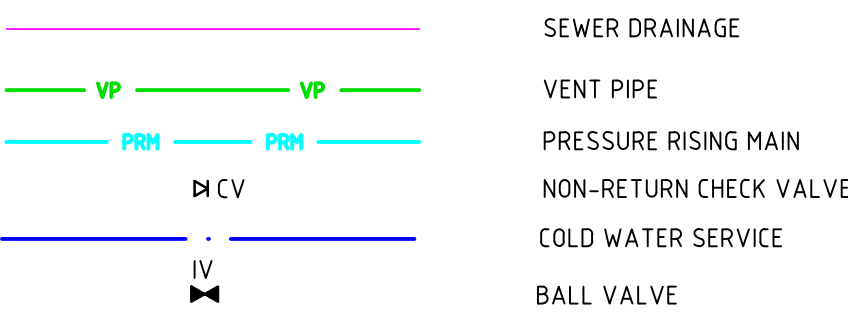 SEWER DRAINAGE
VP VP VENT PIPE
PRM PRM PRESSURE RISING MAIN
CV NON-RETURN CHECK VALVE
COLD WATER SERVICE
IV
BALL VALVE